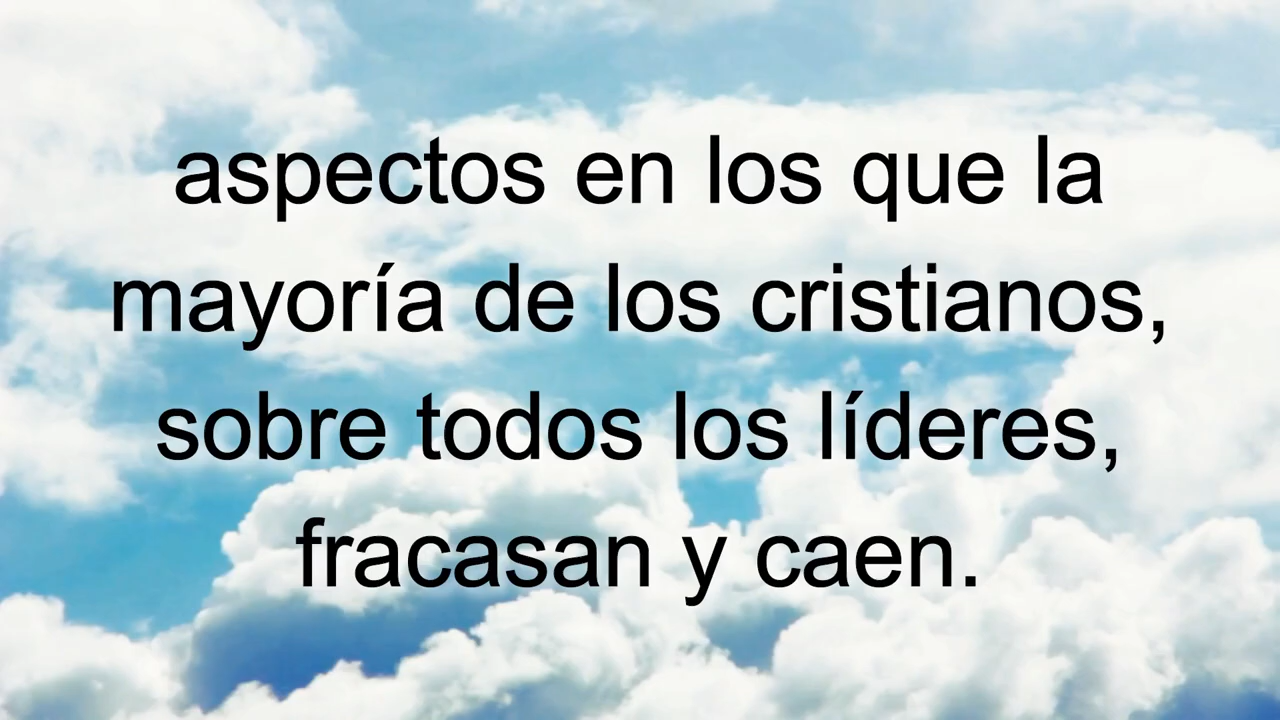 aspectos en los que la
mayoría de los cristianos,
sobre todos los líderes,
fracasan y caen.